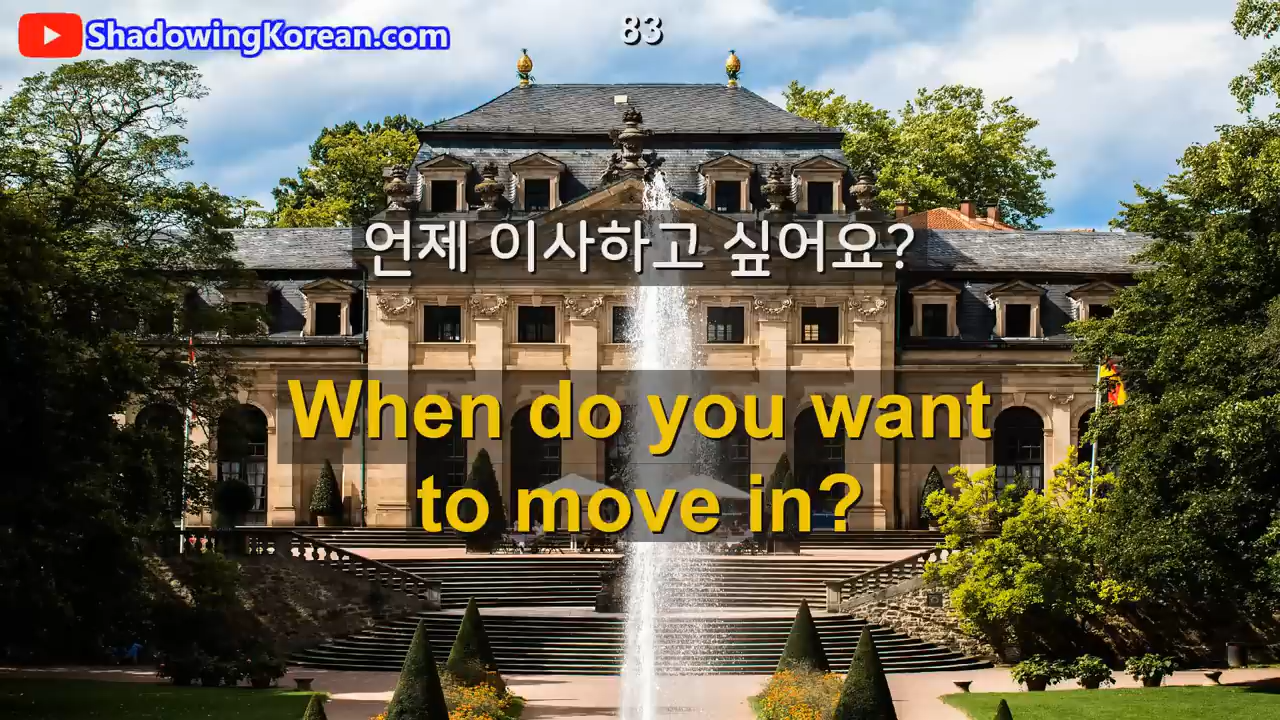 ShadowingKorean.com
83
언제 이사하고 싶어요?
When do you want
to move in?